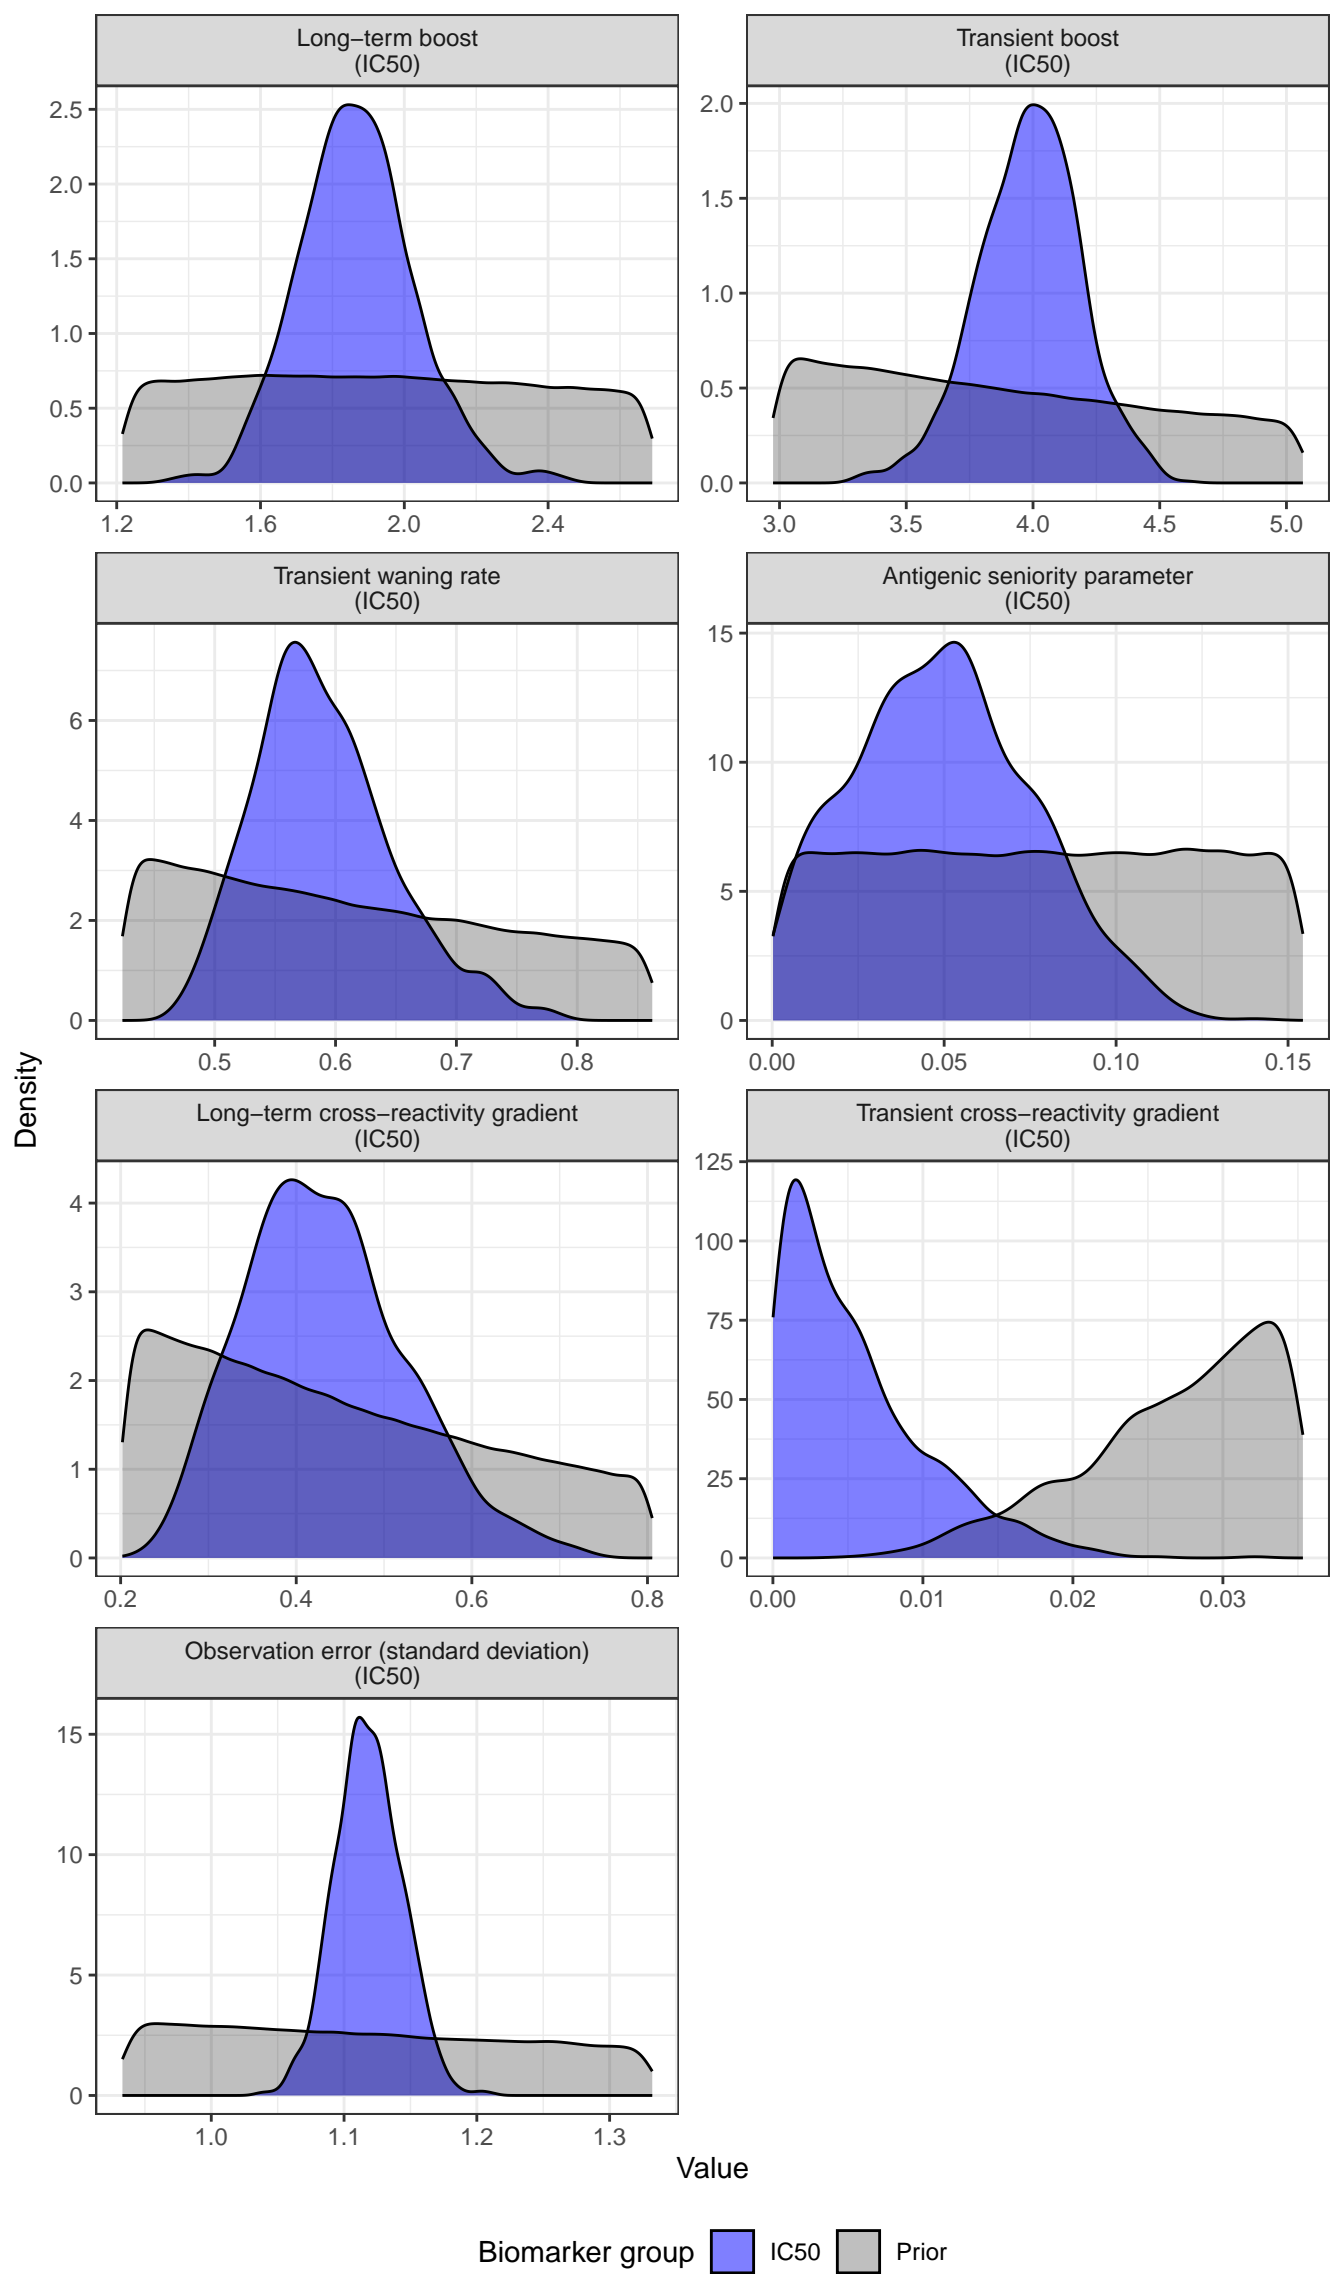 Long−term boost
(IC50)
Transient boost
(IC50)
2.5
2.0
1.5
1.0
0.5
0.0
1.2 1.6 2.0 2.4
2.0
1.5
1.0
0.5
0.0
3.0 3.5 4.0 4.5 5.0
Transient waning rate
(IC50)
Antigenic seniority parameter
(IC50)
6
4
2
0
0.5 0.6 0.7 0.8
15
10
5
0
0.00 0.05 0.10 0.15
Density
Long−term cross−reactivity gradient
(IC50)
Transient cross−reactivity gradient
(IC50)
4
3
2
1
0
0.2 0.4 0.6 0.8
125
100
75
50
25
0
0.00 0.01 0.02 0.03
Observation error (standard deviation)
(IC50)
15
10
5
0
1.0 1.1 1.2 1.3
Value
Biomarker group IC50 Prior